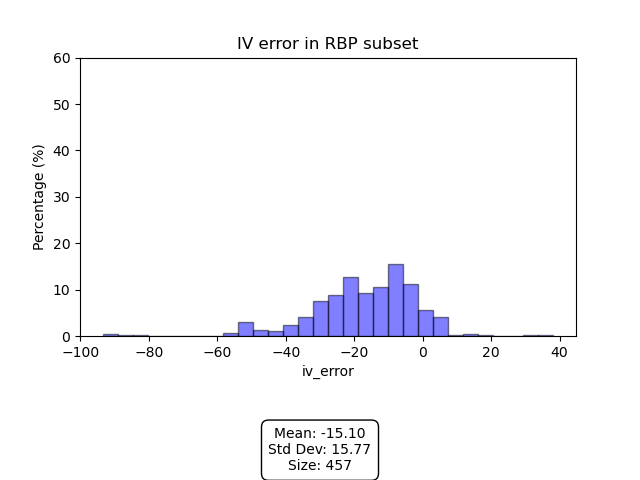 IV error in RBP subset
60
50
40
30
20
10
0
Percentage (%)
−100 −80 −60 −40 −20 0 20 40
iv_error
Mean: -15.10
Std Dev: 15.77
Size: 457